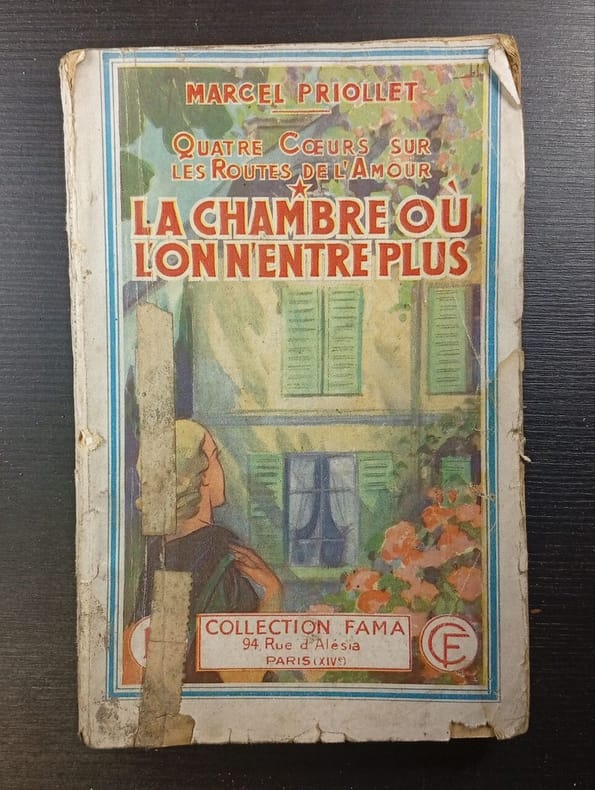 MARCEL PRIOLLET
QUATRE CŒURS SUR
LES ROUTES DE L'AMOUR
LA CHAMBRE OÙ
L'ON N'ENTRE PLUS
COLLECTION FAMA
94, Rue d'Alésia
PARIS (XIVe)
CF